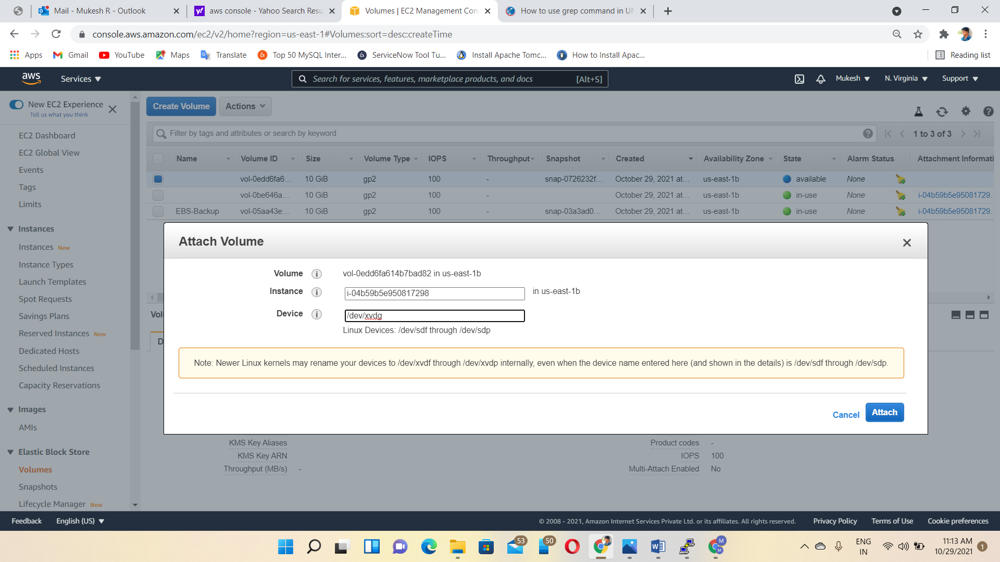 Mail - Mukesh R - Outlook
aws console - Yahoo Search Resu
Volumes | EC2 Management Con
How to use grep command in UN
console.aws.amazon.com/ec2/v2/home?region=us-east-1#Volumes:sort=desc:createTime
Apps
Gmail
YouTube
Maps
Translate
Top 50 MySQL Inter...
ServiceNow Tool Tu...
Install Apache Tomc...
How to Install Apac...
Reading list
aws
Services
Search for services, features, marketplace products, and docs
[Alt+S]
Mukesh
N. Virginia
Support
New EC2 Experience
Tell us what you think
EC2 Dashboard
EC2 Global View
Events
Tags
Limits
Instances
Instances New
Instance Types
Launch Templates
Spot Requests
Savings Plans
Reserved Instances New
Dedicated Hosts
Scheduled Instances
Capacity Reservations
Images
AMIs
Elastic Block Store
Volumes
Snapshots
Lifecycle Manager New
Create Volume
Actions
Filter by tags and attributes or search by keyword
1 to 3 of 3
Name Volume ID Size Volume Type IOPS Throughput Snapshot Created Availability Zone State Alarm Status Attachment Informati
vol-0edd6fa6... 10 GiB gp2 100 - snap-0726232f... October 29, 2021 at... us-east-1b available None
vol-0be646a... 10 GiB gp2 100 - October 29, 2021 at... us-east-1b in-use None i-04b59b5e95081729...
EBS-Backup vol-05aa43e... 10 GiB gp2 100 - snap-03a3ad0... October 29, 2021 at... us-east-1b in-use None i-04b59b5e95081729...
Vol
D
Attach Volume
Volume i vol-0edd6fa614b7bad82 in us-east-1b
Instance i i-04b59b5e950817298 in us-east-1b
Device i /dev/xvdg
Linux Devices: /dev/sdf through /dev/sdp
Note: Newer Linux kernels may rename your devices to /dev/xvdf through /dev/xvdp internally, even when the device name entered here (and shown in the details) is /dev/sdf through /dev/sdp.
Cancel
Attach
KMS Key Aliases
Product codes -
KMS Key ARN
IOPS 100
Throughput (MB/s) -
Multi-Attach Enabled No
Feedback
English (US)
© 2008 - 2021, Amazon Internet Services Private Ltd. or its affiliates. All rights reserved.
Privacy Policy
Terms of Use
Cookie preferences
53
50
M
M
ENG
IN
11:13 AM
10/29/2021
1